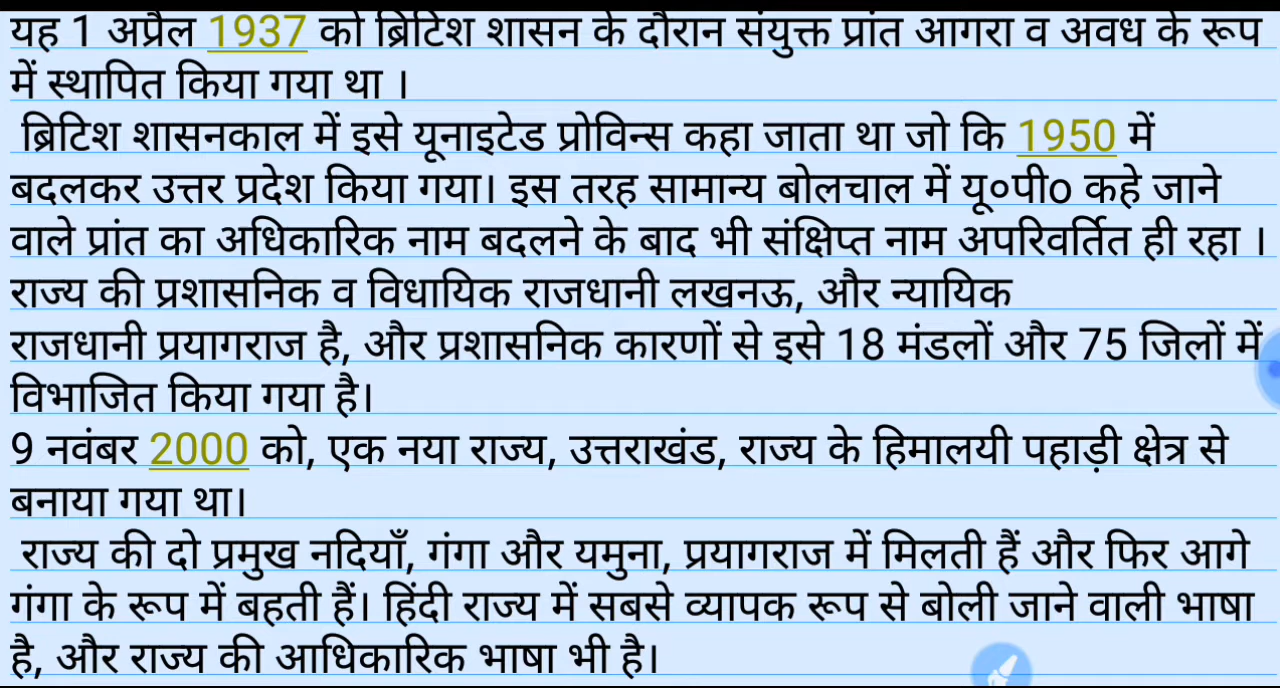 यह 1 अप्रैल 1937 को ब्रिटिश शासन के दौरान संयुक्त प्रांत आगरा व अवध के रूप
में स्थापित किया गया था ।
ब्रिटिश शासनकाल में इसे यूनाइटेड प्रोविन्स कहा जाता था जो कि 1950 में
बदलकर उत्तर प्रदेश किया गया। इस तरह सामान्य बोलचाल में यू०पी० कहे जाने
वाले प्रांत का अधिकारिक नाम बदलने के बाद भी संक्षिप्त नाम अपरिवर्तित ही रहा ।
राज्य की प्रशासनिक व विधायिक राजधानी लखनऊ, और न्यायिक
राजधानी प्रयागराज है, और प्रशासनिक कारणों से इसे 18 मंडलों और 75 जिलों में
विभाजित किया गया है।
9 नवंबर 2000 को, एक नया राज्य, उत्तराखंड, राज्य के हिमालयी पहाड़ी क्षेत्र से
बनाया गया था।
राज्य की दो प्रमुख नदियाँ, गंगा और यमुना, प्रयागराज में मिलती हैं और फिर आगे
गंगा के रूप में बहती हैं। हिंदी राज्य में सबसे व्यापक रूप से बोली जाने वाली भाषा
है, और राज्य की आधिकारिक भाषा भी है।